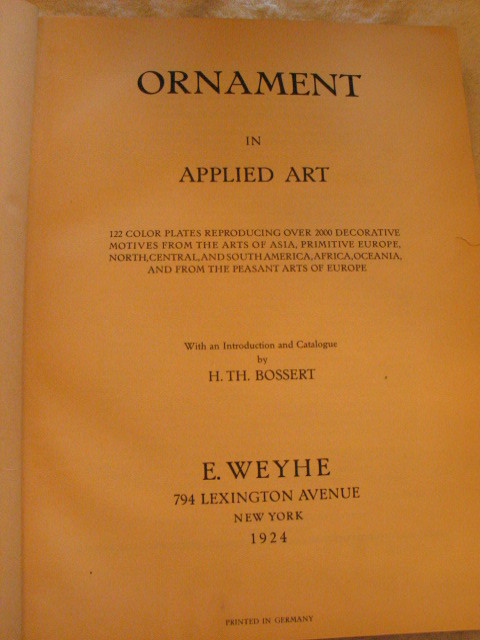 ORNAMENT
IN
APPLIED ART
122 COLOR PLATES REPRODUCING OVER 2000 DECORATIVE
MOTIVES FROM THE ARTS OF ASIA, PRIMITIVE EUROPE,
NORTH,CENTRAL,AND SOUTH AMERICA,AFRICA,OCEANIA,
AND FROM THE PEASANT ARTS OF EUROPE
With an Introduction and Catalogue
by
H. TH. BOSSERT
E. WEYHE
794 LEXINGTON AVENUE
NEW YORK
1924
PRINTED IN GERMANY